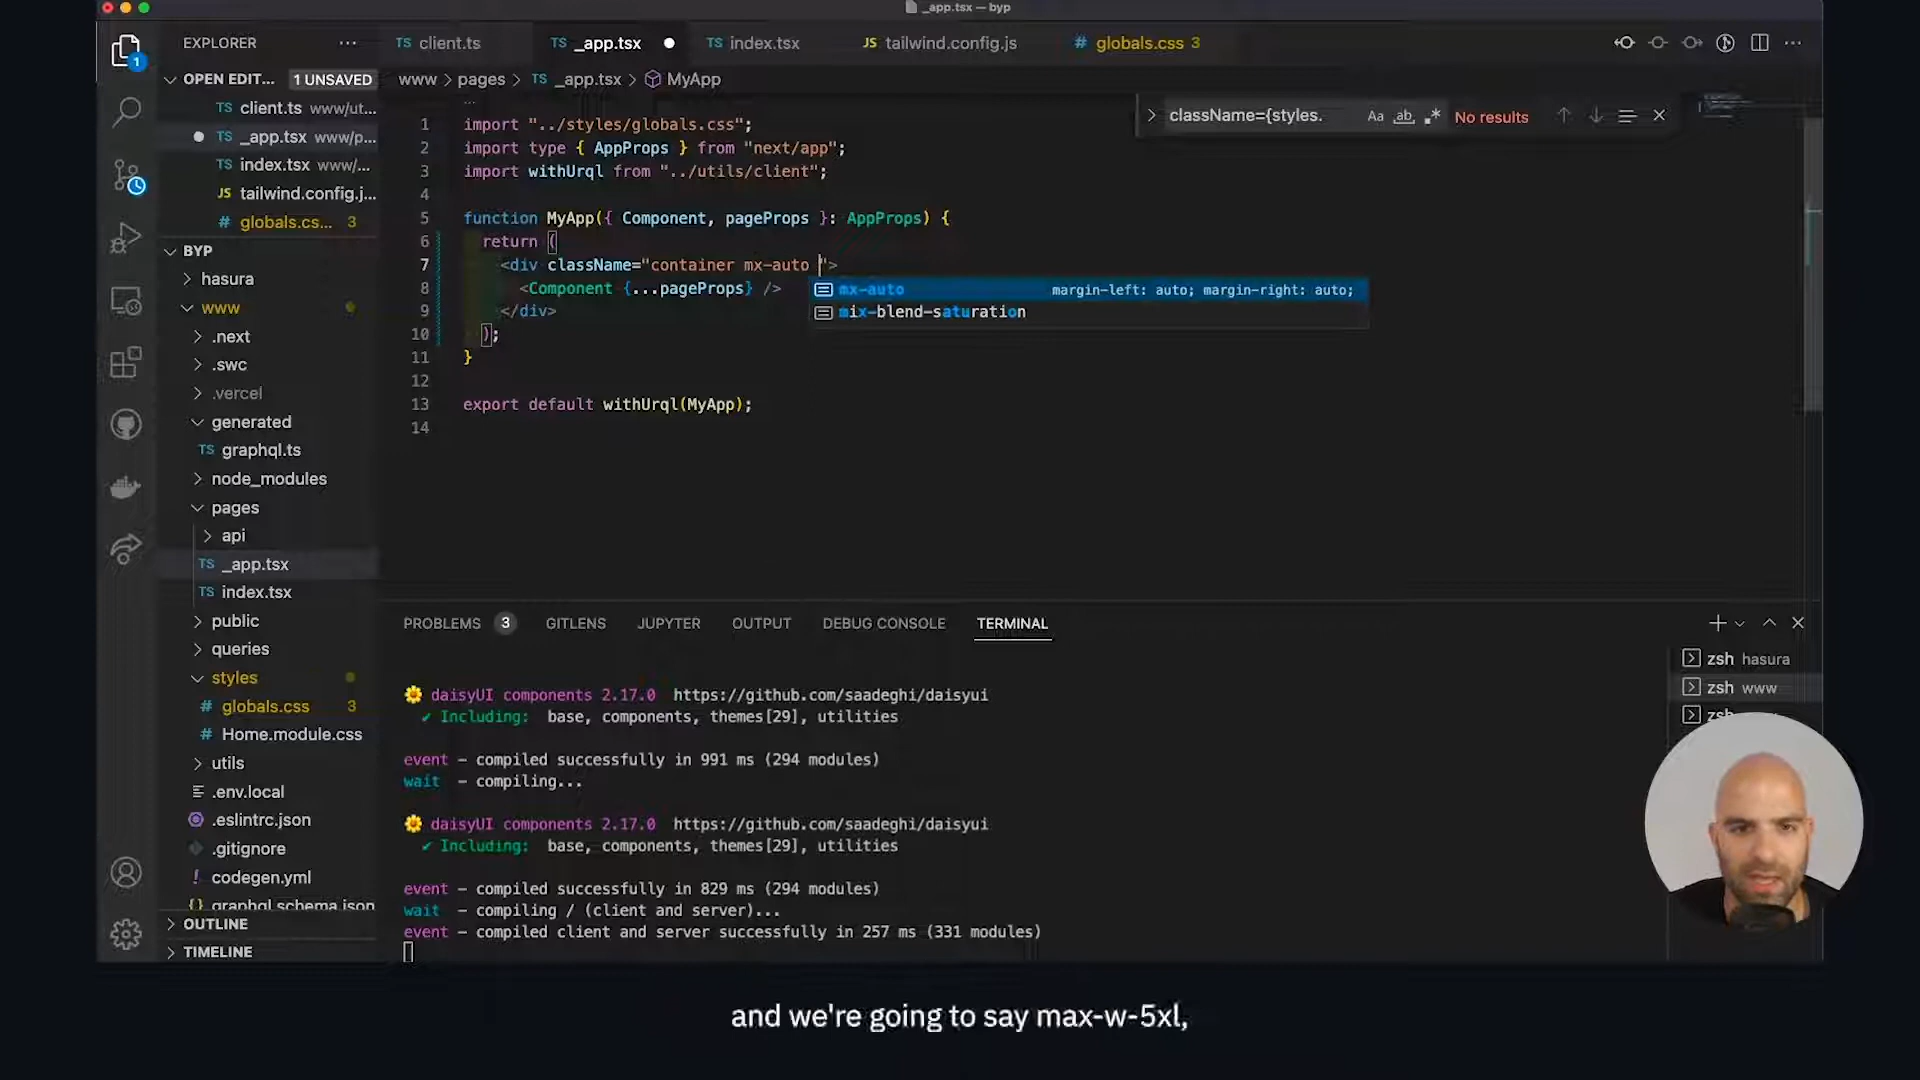 _app.tsx — byp
EXPLORER
TS client.ts
TS _app.tsx
TS index.tsx
JS tailwind.config.js
# globals.css 3
1
OPEN EDIT... 1 UNSAVED
www > pages > TS _app.tsx > MyApp
TS client.ts www/ut...
TS _app.tsx www/p...
TS index.tsx www/...
JS tailwind.config.j...
# globals.cs... 3
BYP
hasura
www
.next
.swc
.vercel
generated
TS graphql.ts
node_modules
pages
api
TS _app.tsx
TS index.tsx
public
queries
styles
# globals.css 3
# Home.module.css
utils
.env.local
.eslintrc.json
.gitignore
! codegen.yml
{} graphql.schema.json
OUTLINE
TIMELINE
className={styles. Aa ab .* No results
1 import "../styles/globals.css";
2 import type { AppProps } from "next/app";
3 import withUrql from "../utils/client";
4
5 function MyApp({ Component, pageProps }: AppProps) {
6 return (
7 <div className="container mx-auto ">
8 <Component {...pageProps} />
9 </div>
10 );
11 }
12
13 export default withUrql(MyApp);
14
mx-auto margin-left: auto; margin-right: auto;
mix-blend-saturation
PROBLEMS 3 GITLENS JUPYTER OUTPUT DEBUG CONSOLE TERMINAL
🌼 daisyUI components 2.17.0 https://github.com/saadeghi/daisyui
✔ Including: base, components, themes[29], utilities
event - compiled successfully in 991 ms (294 modules)
wait - compiling...
🌼 daisyUI components 2.17.0 https://github.com/saadeghi/daisyui
✔ Including: base, components, themes[29], utilities
event - compiled successfully in 829 ms (294 modules)
wait - compiling / (client and server)...
event - compiled client and server successfully in 257 ms (331 modules)
zsh hasura
zsh www
zsh
and we're going to say max-w-5xl,